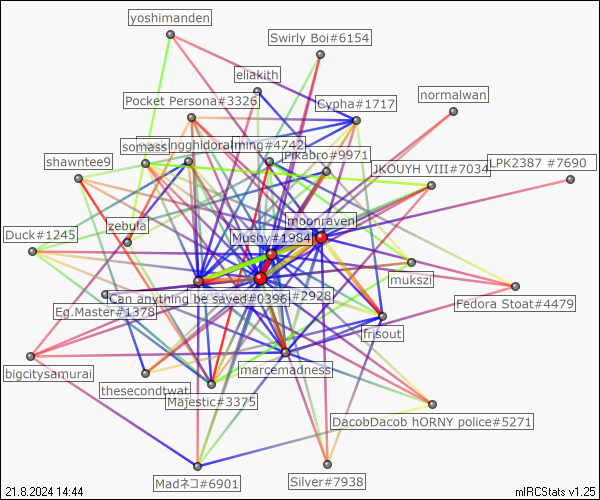 yoshimanden
Swirly Boi#6154
eliakith
Pocket Persona#3326
Cypha#1717
normalwan
somass
ming#4742
Pikabro#9971
shawntee9
JKOUYH VIII#7034
LPK2387 #7690
zebula
moonraven
Duck#1245
Mushy#1984
mukszi
Can anything be saved#0396
#2928
Fedora Stoat#4479
Eg.Master#1378
frisout
bigcitysamurai
marcemadness
thesecondtwat
Majestic#3375
DacobDacob hORNY police#5271
Madネコ#6901
Silver#7938
21.8.2024 14:44
mIRCStats v1.25